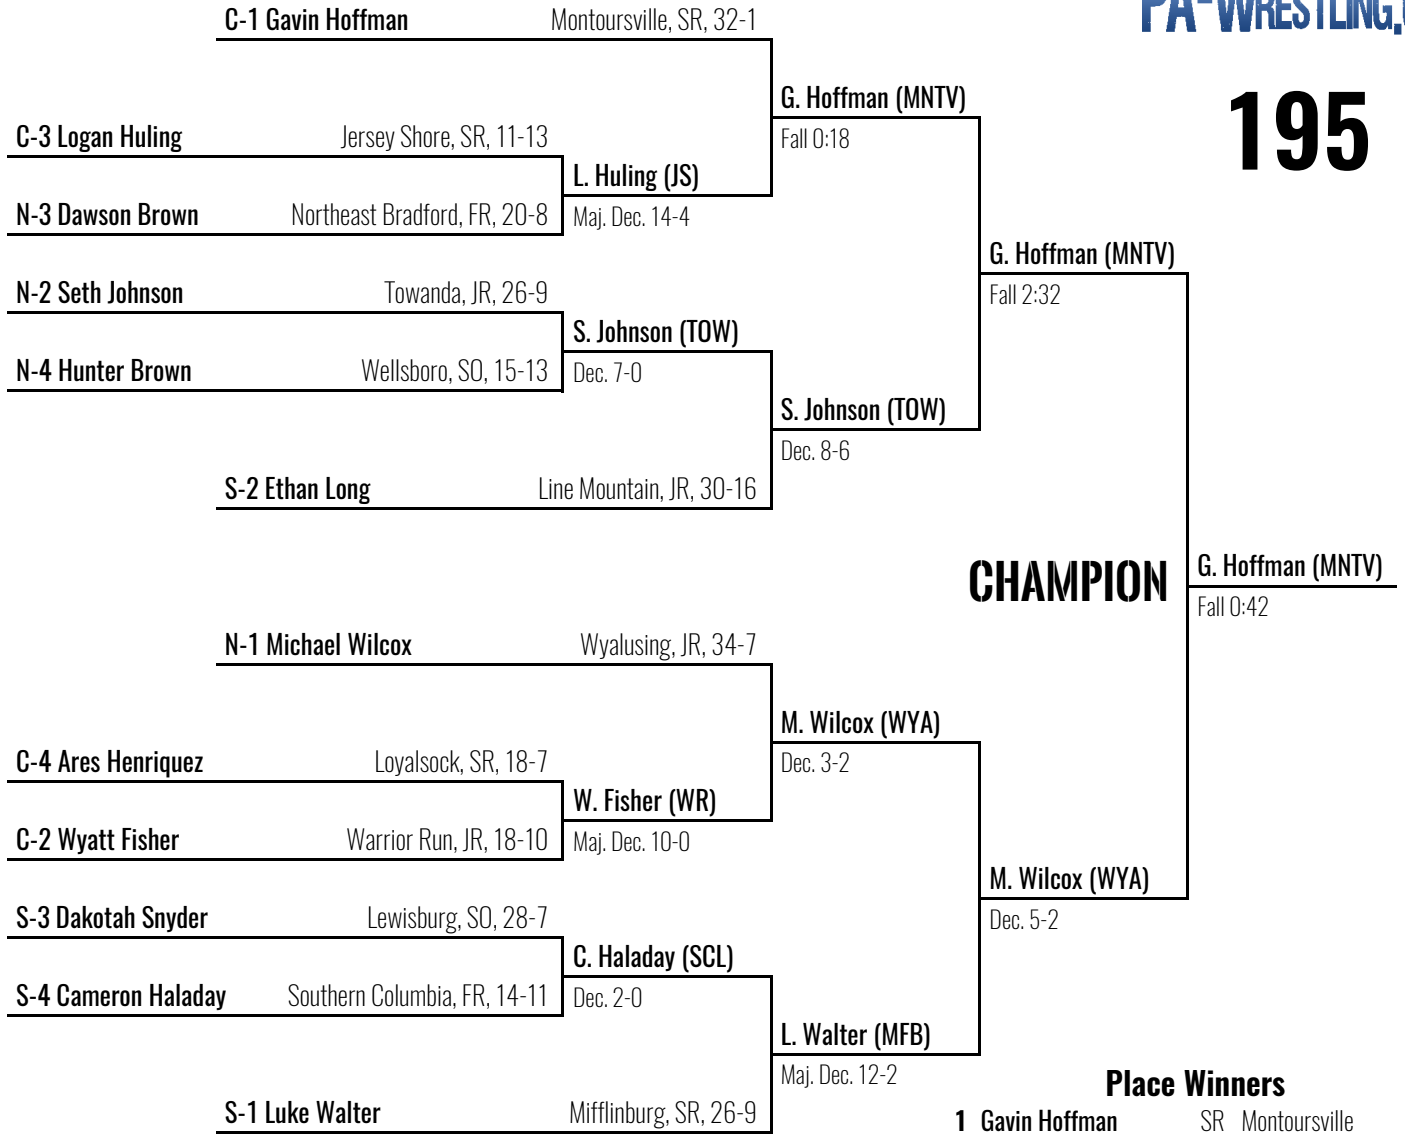 C-1 Gavin Hoffman Montoursville, SR, 32-1
PA-WRESTLING.
195
G. Hoffman (MNTV)
Fall 0:18
C-3 Logan Huling Jersey Shore, SR, 11-13
L. Huling (JS)
Maj. Dec. 14-4
N-3 Dawson Brown Northeast Bradford, FR, 20-8
G. Hoffman (MNTV)
Fall 2:32
N-2 Seth Johnson Towanda, JR, 26-9
S. Johnson (TOW)
Dec. 7-0
N-4 Hunter Brown Wellsboro, SO, 15-13
S. Johnson (TOW)
Dec. 8-6
S-2 Ethan Long Line Mountain, JR, 30-16
CHAMPION
G. Hoffman (MNTV)
Fall 0:42
N-1 Michael Wilcox Wyalusing, JR, 34-7
M. Wilcox (WYA)
Dec. 3-2
C-4 Ares Henriquez Loyalsock, SR, 18-7
W. Fisher (WR)
Maj. Dec. 10-0
C-2 Wyatt Fisher Warrior Run, JR, 18-10
M. Wilcox (WYA)
Dec. 5-2
S-3 Dakotah Snyder Lewisburg, SO, 28-7
C. Haladay (SCL)
Dec. 2-0
S-4 Cameron Haladay Southern Columbia, FR, 14-11
L. Walter (MFB)
Maj. Dec. 12-2
S-1 Luke Walter Mifflinburg, SR, 26-9
Place Winners
1 Gavin Hoffman SR Montoursville